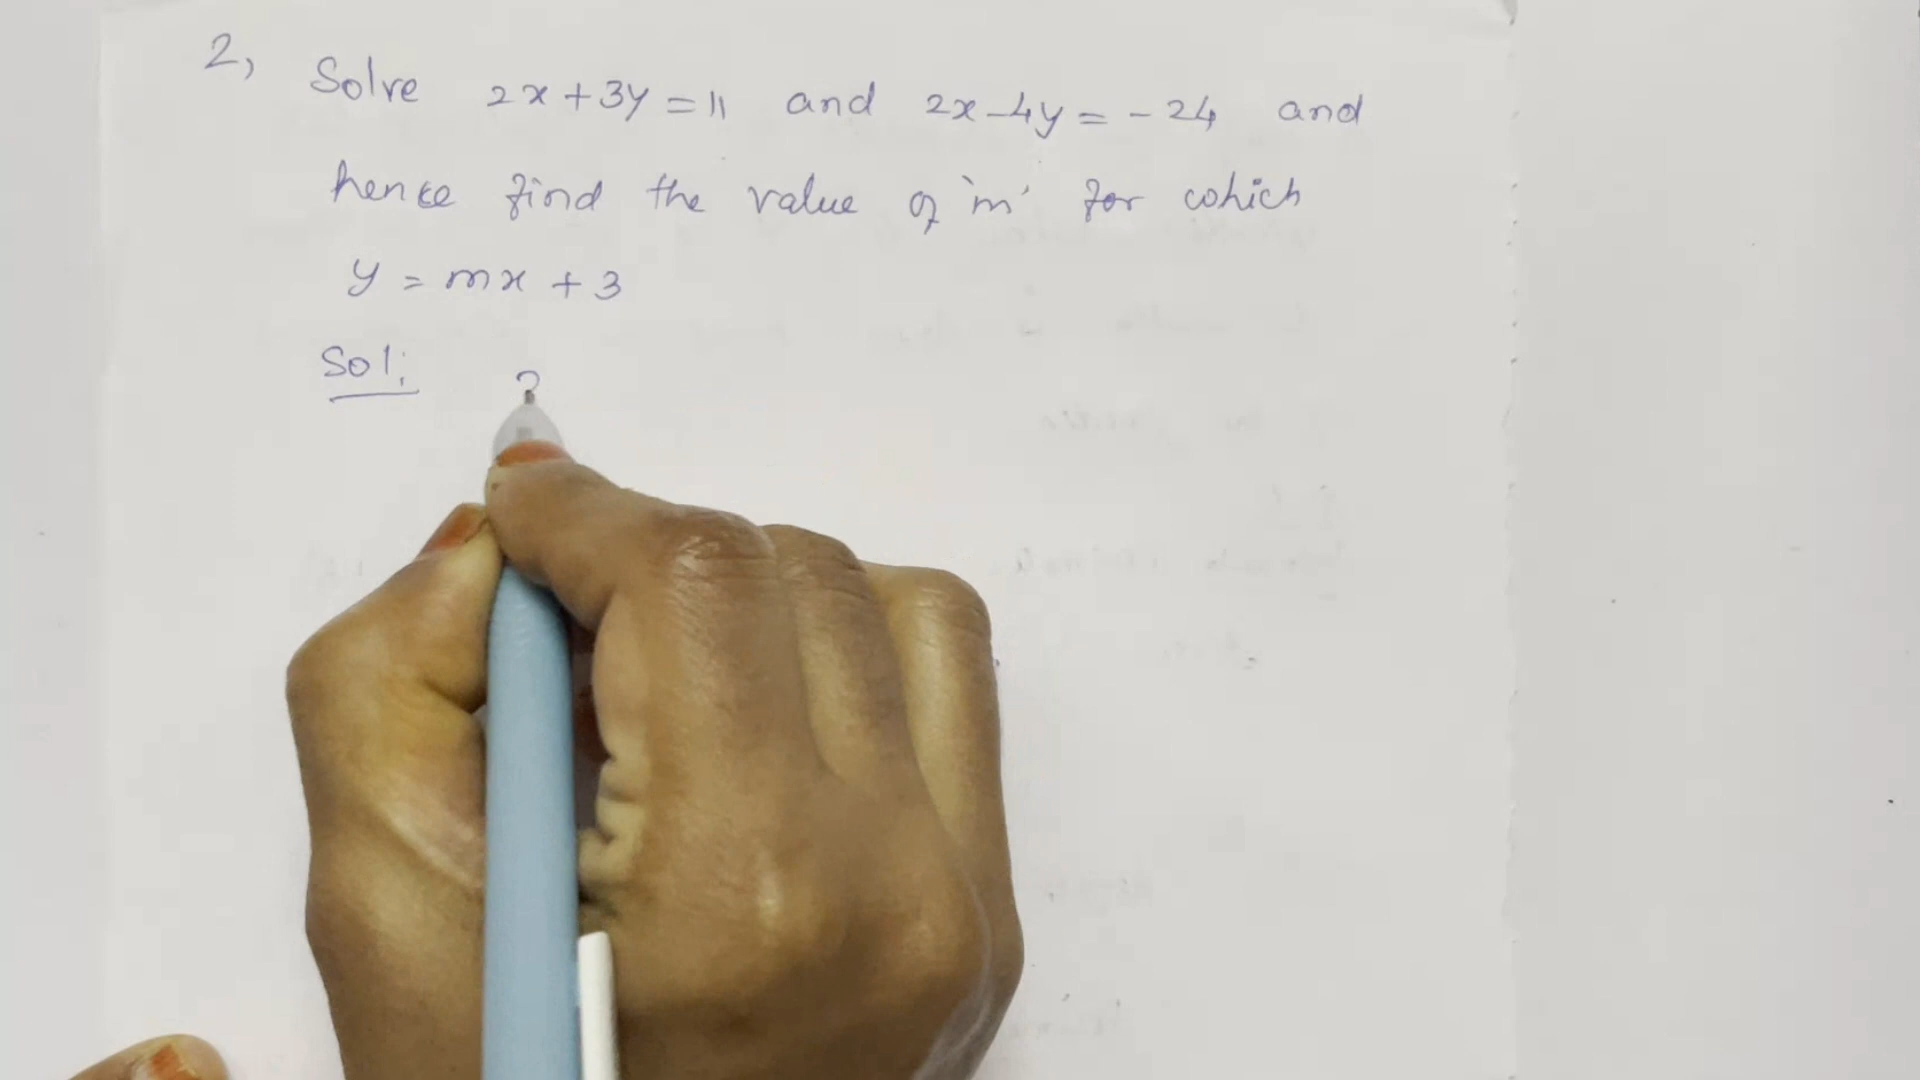 2, Solve 2x+3y=11 and 2x-4y=-24 and
hence find the value of 'm' for which
y = mx + 3
Sol:
2